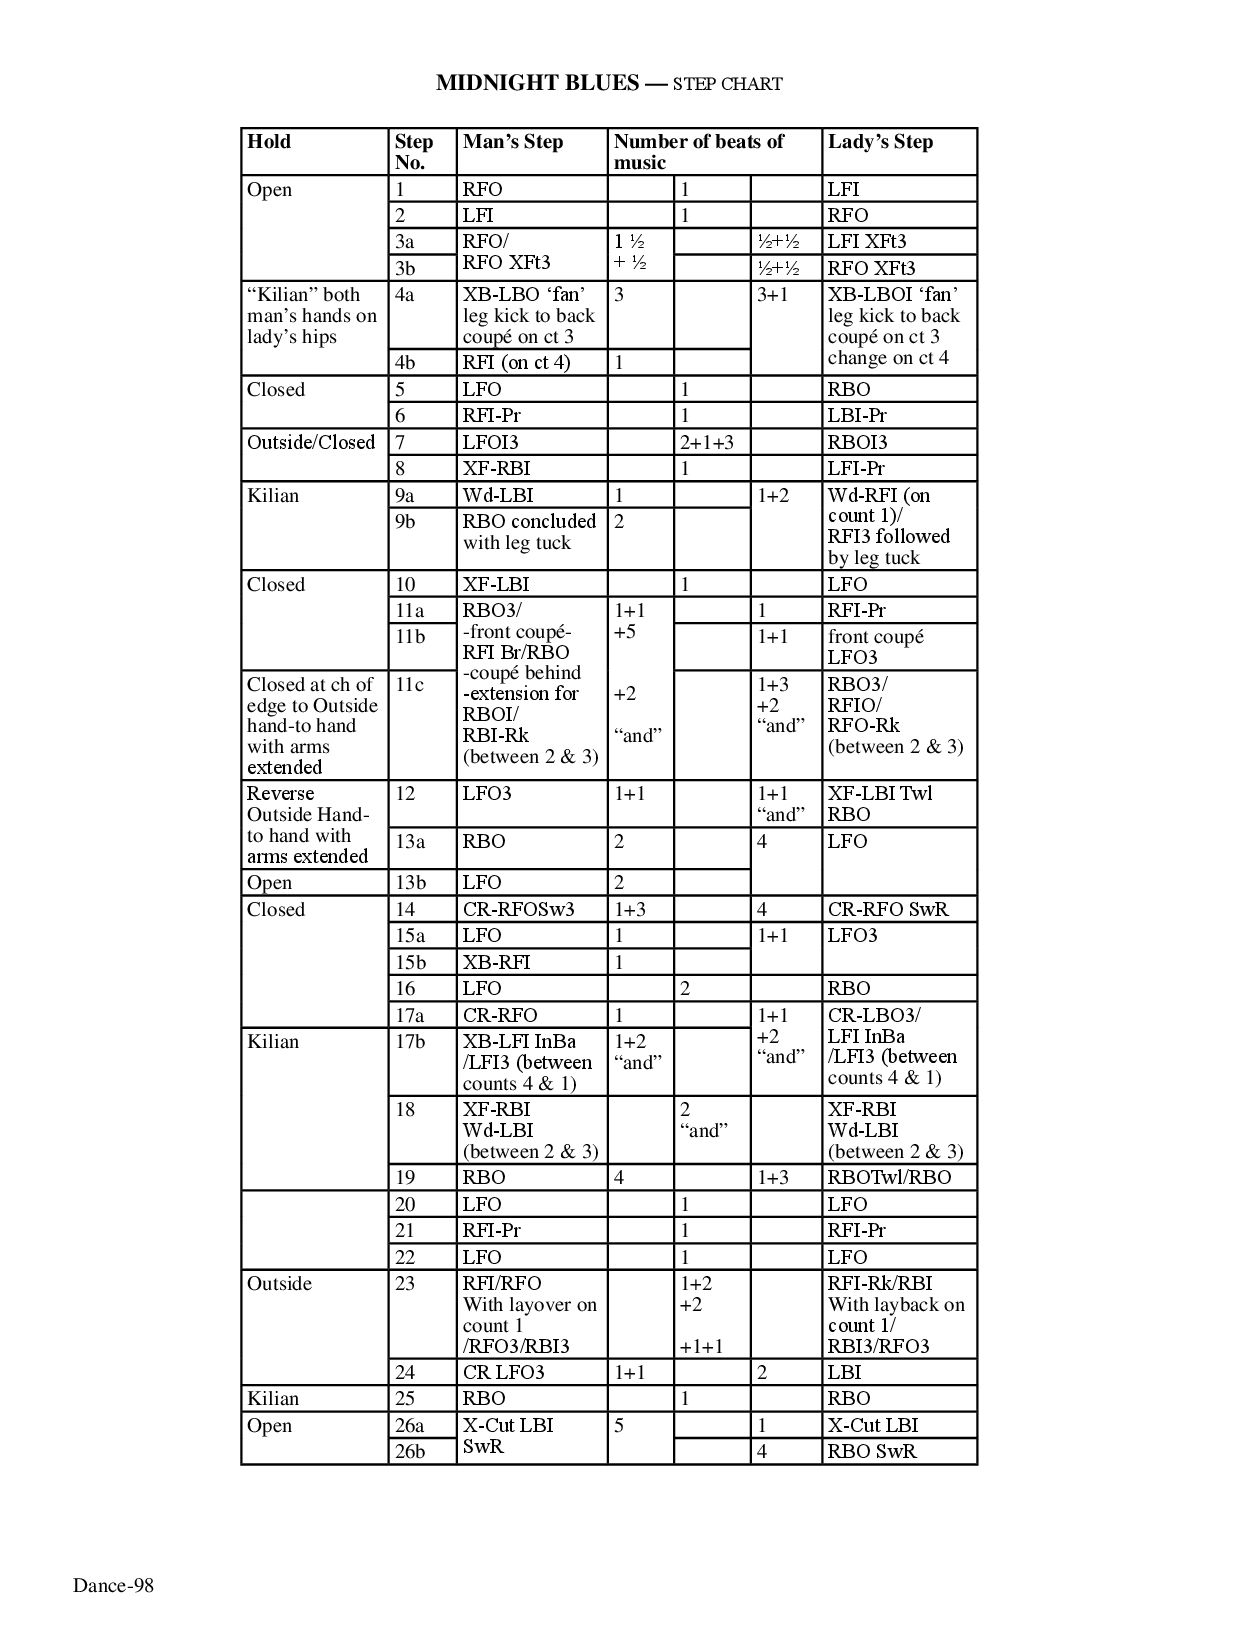 MIDNIGHT BLUES — STEP CHART
Hold Step No. Man’s Step Number of beats of music Lady’s Step
Open 1 RFO 1 LFI
2 LFI 1 RFO
3a RFO/ 1 ½ ½+½ LFI XFt3
3b RFO XFt3 + ½ ½+½ RFO XFt3
“Kilian” both 4a XB-LBO ‘fan’ 3 3+1 XB-LBOI ‘fan’
man’s hands on leg kick to back leg kick to back
lady’s hips coupé on ct 3 coupé on ct 3
4b RFI (on ct 4) 1 change on ct 4
Closed 5 LFO 1 RBO
6 RFI-Pr 1 LBI-Pr
Outside/Closed 7 LFOI3 2+1+3 RBOI3
8 XF-RBI 1 LFI-Pr
Kilian 9a Wd-LBI 1 1+2 Wd-RFI (on
9b RBO concluded 2 count 1)/
with leg tuck RFI3 followed
by leg tuck
Closed 10 XF-LBI 1 LFO
11a RBO3/ 1+1 1 RFI-Pr
11b -front coupé- +5 1+1 front coupé
RFI Br/RBO LFO3
-coupé behind
Closed at ch of 11c -extension for +2 1+3 RBO3/
edge to Outside RBOI/ +2 RFIO/
hand-to hand RBI-Rk “and” “and” RFO-Rk
with arms (between 2 & 3) (between 2 & 3)
extended
Reverse 12 LFO3 1+1 1+1 XF-LBI Twl
Outside Hand- “and” RBO
to hand with 13a RBO 2 4 LFO
arms extended
Open 13b LFO 2
Closed 14 CR-RFOSw3 1+3 4 CR-RFO SwR
15a LFO 1 1+1 LFO3
15b XB-RFI 1
16 LFO 2 RBO
17a CR-RFO 1 1+1 CR-LBO3/
Kilian 17b XB-LFI InBa 1+2 +2 LFI InBa
/LFI3 (between “and” “and” /LFI3 (between
counts 4 & 1) counts 4 & 1)
18 XF-RBI 2 XF-RBI
Wd-LBI “and” Wd-LBI
(between 2 & 3) (between 2 & 3)
19 RBO 4 1+3 RBOTwl/RBO
20 LFO 1 LFO
21 RFI-Pr 1 RFI-Pr
22 LFO 1 LFO
Outside 23 RFI/RFO 1+2 RFI-Rk/RBI
With layover on +2 With layback on
count 1 count 1/
/RFO3/RBI3 +1+1 RBI3/RFO3
24 CR LFO3 1+1 2 LBI
Kilian 25 RBO 1 RBO
Open 26a X-Cut LBI 5 1 X-Cut LBI
26b SwR 4 RBO SwR
Dance-98